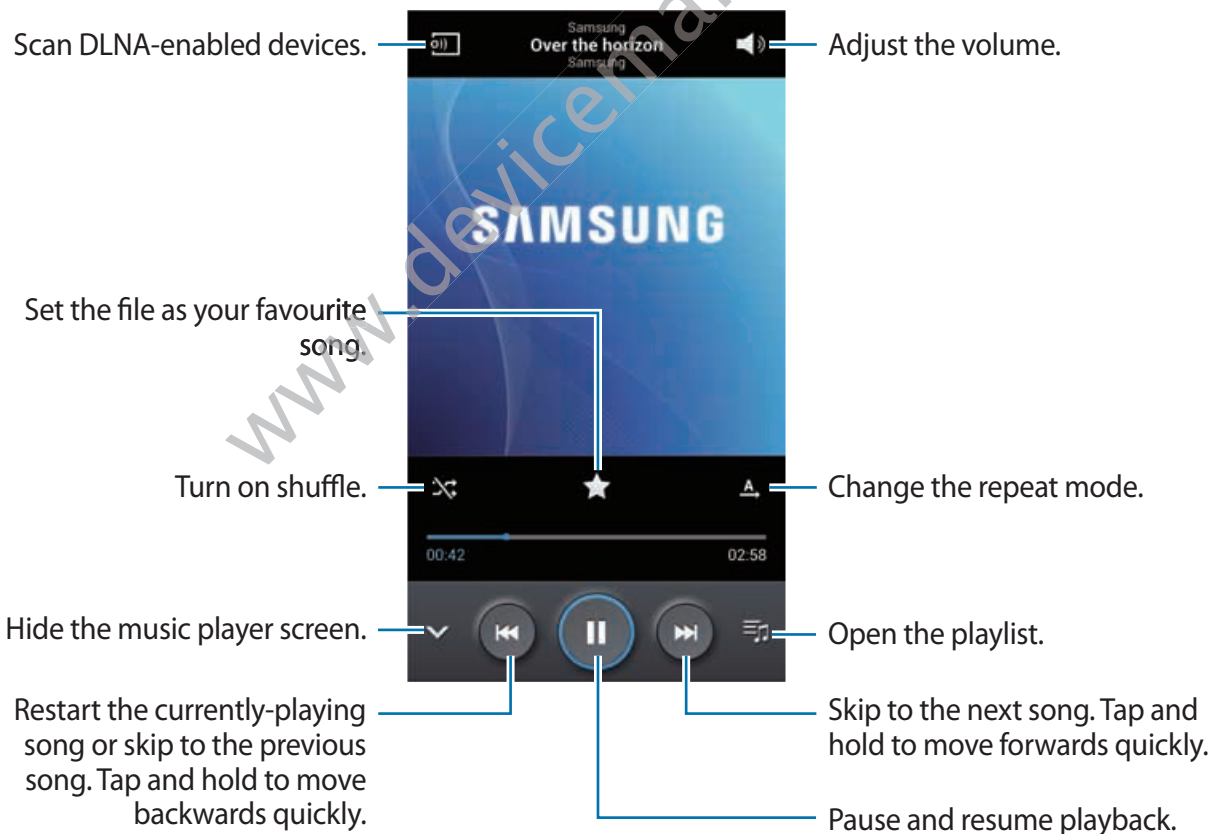 Scan DLNA-enabled devices.
Samsung
Over the horizon
Samsung
Adjust the volume.
SAMSUNG
Set the file as your favourite
song.
Turn on shuffle.
A
Change the repeat mode.
00:42
02:58
Hide the music player screen.
Open the playlist.
Restart the currently-playing
song or skip to the previous
song. Tap and hold to move
backwards quickly.
Skip to the next song. Tap and
hold to move forwards quickly.
Pause and resume playback.